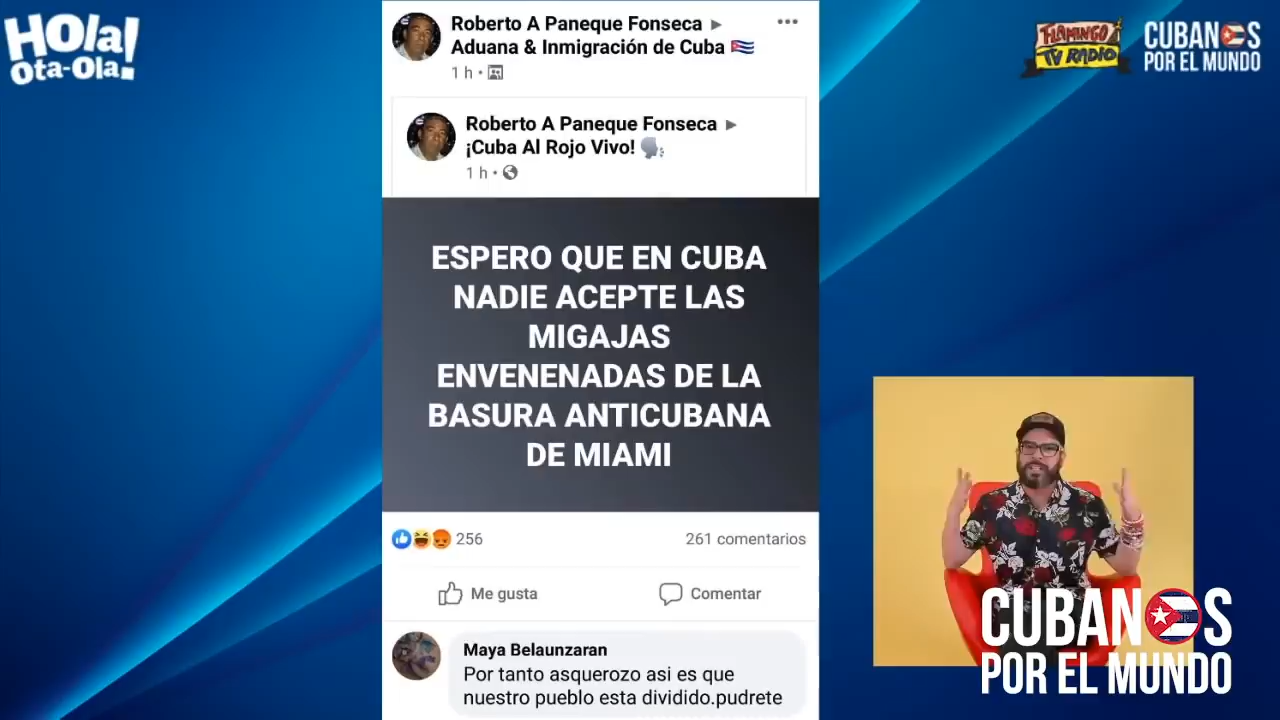 HOla!
Ota-Ola!
Roberto A Paneque Fonseca ▸
Aduana & Inmigración de Cuba 🇨🇺
1 h •
Roberto A Paneque Fonseca ▸
¡Cuba Al Rojo Vivo! 🗣
1 h •
ESPERO QUE EN CUBA
NADIE ACEPTE LAS
MIGAJAS
ENVENENADAS DE LA
BASURA ANTICUBANA
DE MIAMI
256
261 comentarios
Me gusta
Comentar
Maya Belaunzaran
Por tanto asquerozo asi es que
nuestro pueblo esta dividido.pudrete
FLAMINGO
TV RADIO
CUBANOS
POR EL MUNDO
CUBANOS
POR EL MUNDO